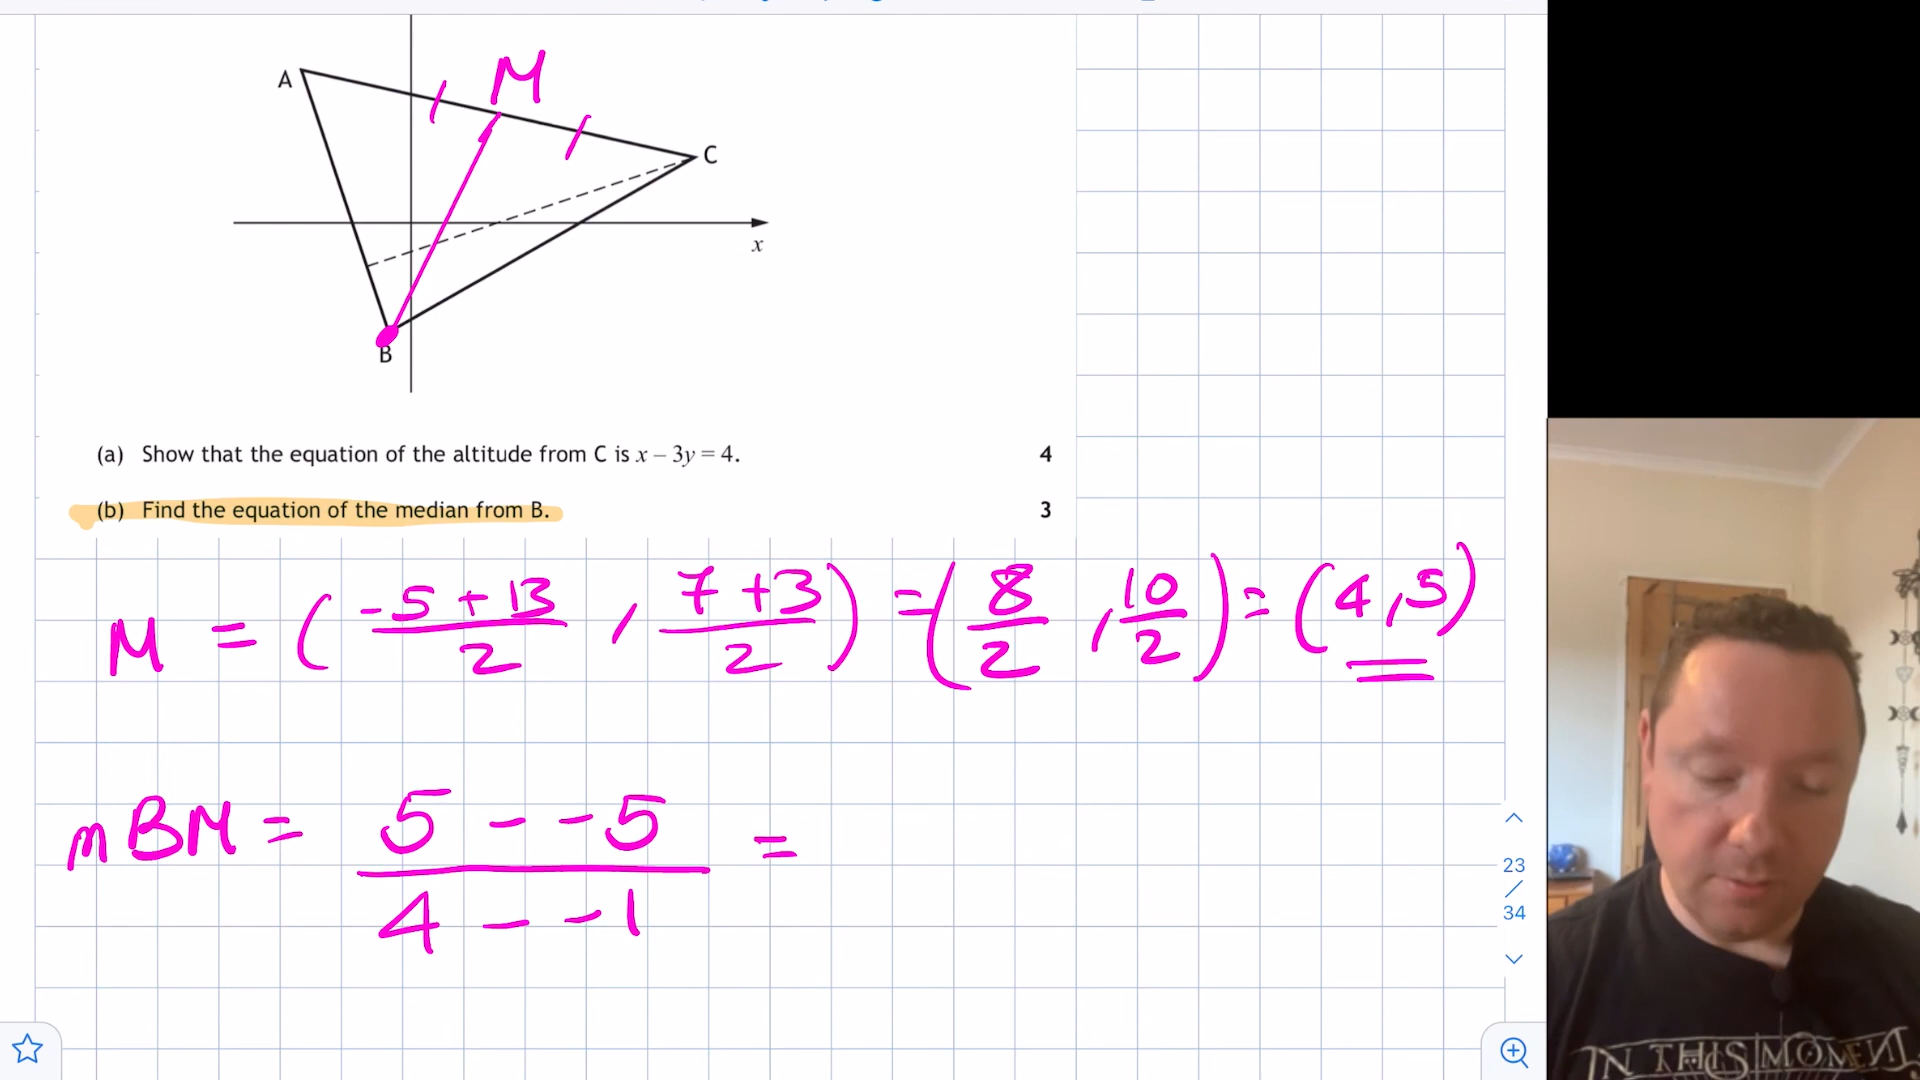 A
M
C
x
B
(a) Show that the equation of the altitude from C is x – 3y = 4. 4
(b) Find the equation of the median from B. 3
M = ( -5 + 13 / 2 , 7 + 3 / 2 ) = ( 8 / 2 , 10 / 2 ) = (4,5)
mBM = 5 - -5 / 4 - -1 =
23
/
34
IN THIS MOMENT